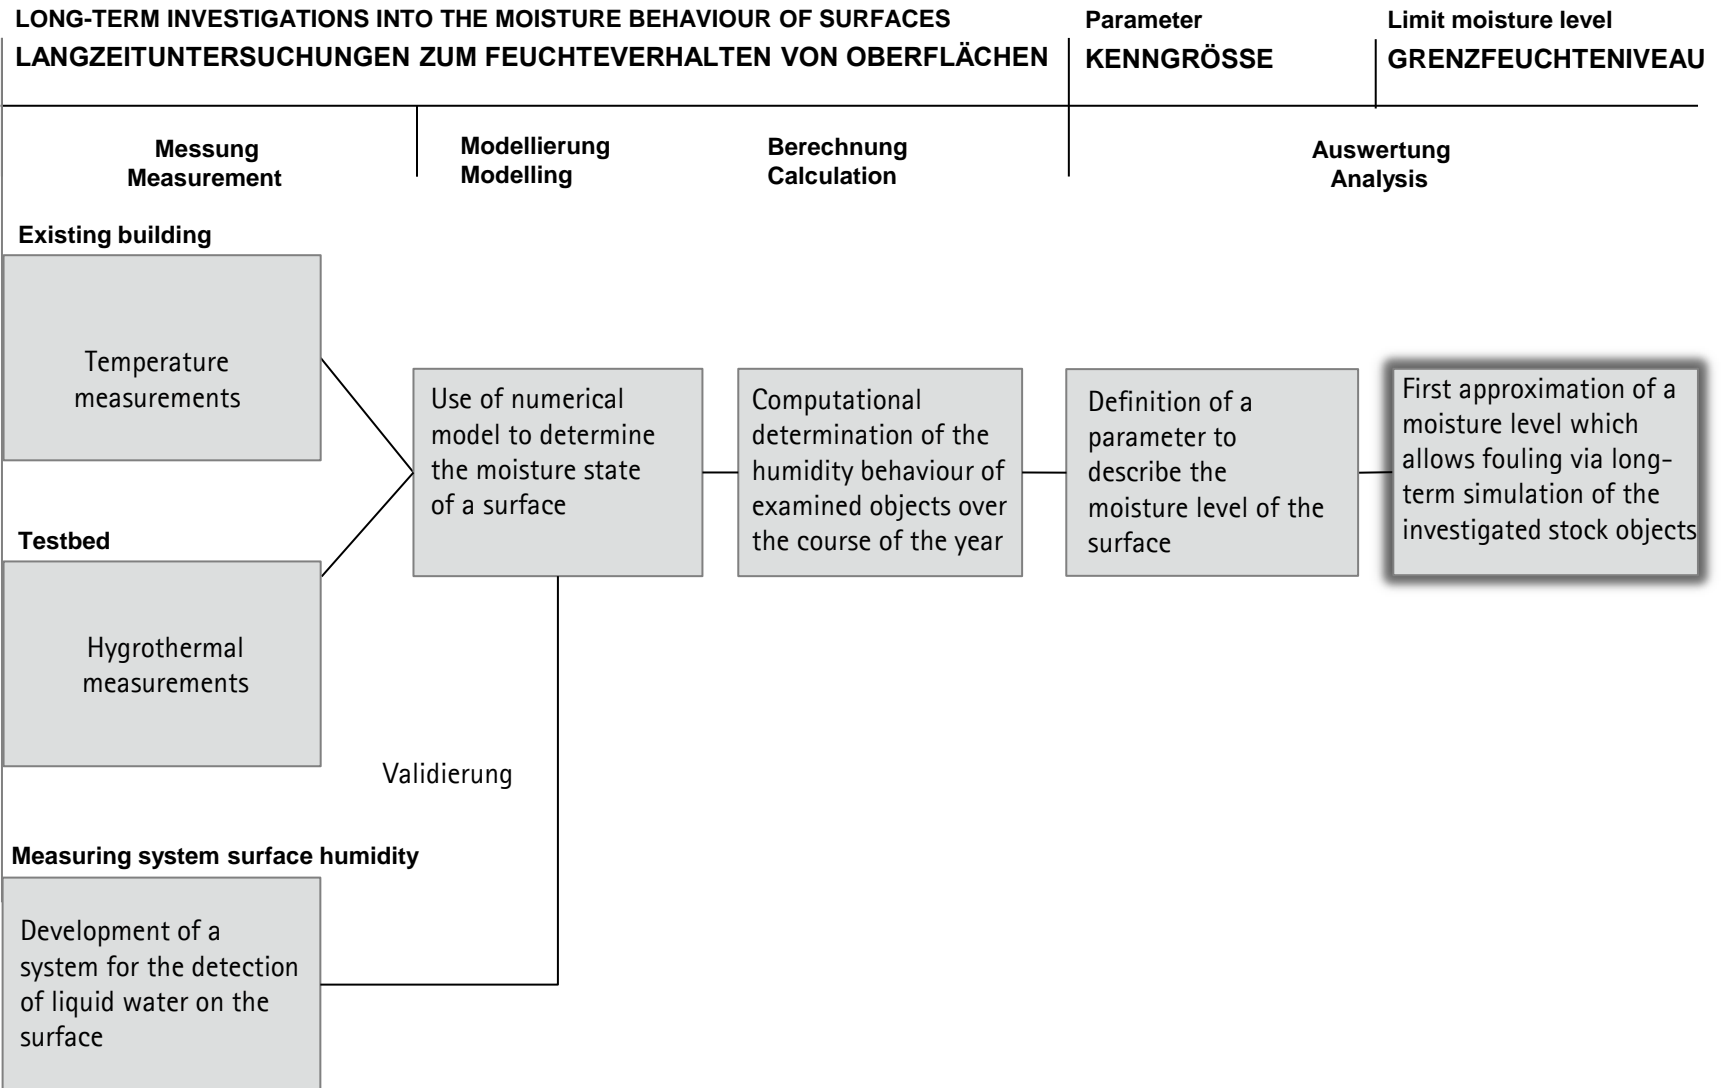 LONG-TERM INVESTIGATIONS INTO THE MOISTURE BEHAVIOUR OF SURFACES
LANGZEITUNTERSUCHUNGEN ZUM FEUCHTEVERHALTEN VON OBERFLÄCHEN
Parameter
KENNGRÖSSE
Limit moisture level
GRENZFEUCHTENIVEAU
Messung
Measurement
Modellierung
Modelling
Berechnung
Calculation
Auswertung
Analysis
Existing building
Temperature
measurements
Testbed
Hygrothermal
measurements
Use of numerical
model to determine
the moisture state
of a surface
Computational
determination of the
humidity behaviour of
examined objects over
the course of the year
Definition of a
parameter to
describe the
moisture level of the
surface
First approximation of a
moisture level which
allows fouling via long-
term simulation of the
investigated stock objects
Validierung
Measuring system surface humidity
Development of a
system for the detection
of liquid water on the
surface